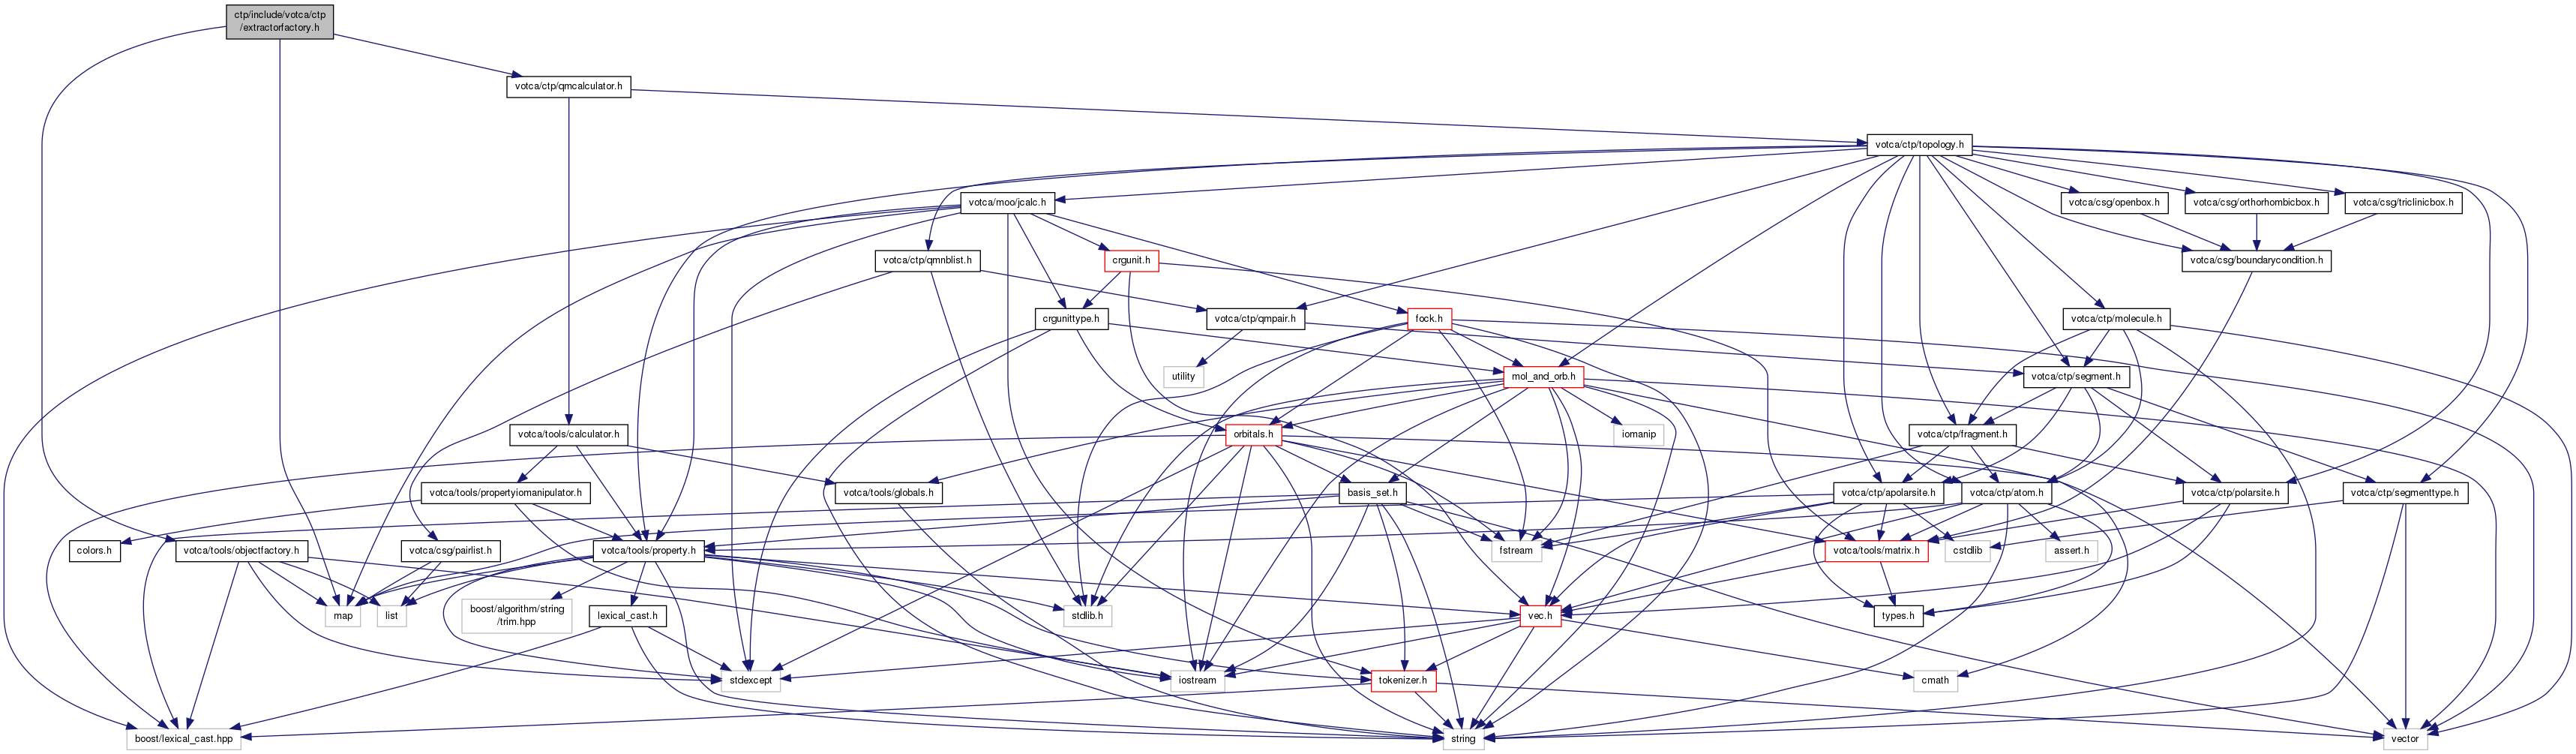 ctp/include/votca/ctp
/extractorfactory.h
votca/ctp/qmcalculator.h
votca/ctp/topology.h
votca/moo/jcalc.h
votca/csg/openbox.h
votca/csg/orthorhombicbox.h
votca/csg/triclinicbox.h
votca/ctp/qmnblist.h
crgunit.h
votca/csg/boundarycondition.h
crgunittype.h
votca/ctp/qmpair.h
fock.h
votca/ctp/molecule.h
utility
mol_and_orb.h
votca/ctp/segment.h
votca/tools/calculator.h
orbitals.h
iomanip
votca/ctp/fragment.h
votca/tools/propertyiomanipulator.h
votca/tools/globals.h
basis_set.h
votca/ctp/apolarsite.h
votca/ctp/atom.h
votca/ctp/polarsite.h
votca/ctp/segmenttype.h
colors.h
votca/tools/objectfactory.h
votca/csg/pairlist.h
votca/tools/property.h
fstream
votca/tools/matrix.h
cstdlib
assert.h
map
list
boost/algorithm/string
/trim.hpp
lexical_cast.h
stdlib.h
vec.h
types.h
stdexcept
iostream
tokenizer.h
cmath
boost/lexical_cast.hpp
string
vector